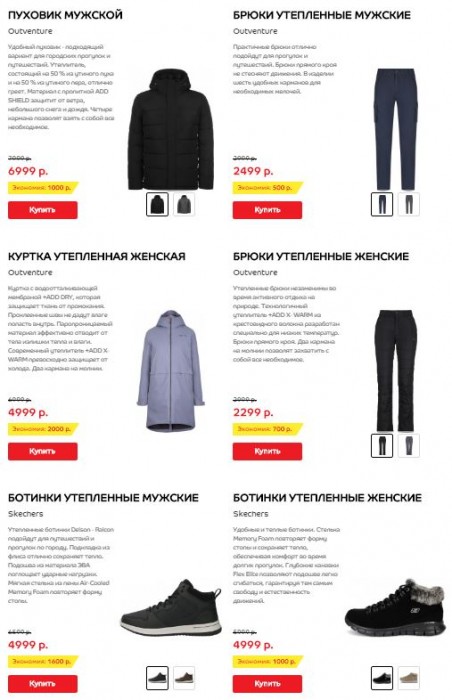 ПУХОВИК МУЖСКОЙ
Outventure
Удобный пуховик - подходящий
вариант для городских прогулок и
путешествий. Утеплитель,
состоящий на 50 % из утиного пуха
и на 50 % из утиного пера, отлично
греет. Материал с пропиткой ADD
SHIELD защитит от ветра,
небольшого снега и дождя. Четыре
кармана позволят взять с собой все
необходимое.
6999 р.
Экономия: 1000 р.
Купить
БРЮКИ УТЕПЛЕННЫЕ МУЖСКИЕ
Outventure
Практичные брюки отлично
подойдут для прогулок и
путешествий. Брюки прямого кроя
не стесняют движения. В изделии
шесть удобных карманов для
необходимых мелочей.
2499 р.
Экономия: 500 р.
Купить
КУРТКА УТЕПЛЕННАЯ ЖЕНСКАЯ
Outventure
Куртка с водоотталкивающей
мембраной +ADD DRY, которая
защищает ткань от промокания.
Проклеенные швы не дадут влаге
попасть внутрь. Паропроницаемый
материал эффективно отводит от
тела излишки тепла и влаги.
Современный утеплитель +ADD X-
WARM превосходно защищает от
холода. Два кармана на молнии.
4999 р.
Экономия: 2000 р.
Купить
БРЮКИ УТЕПЛЕННЫЕ ЖЕНСКИЕ
Outventure
Утепленные брюки незаменимы во
время активного отдыха на
природе. Технологичный
утеплитель +ADD X- WARM из
крестовидного волокна разработан
специально для низких температур.
Брюки прямого кроя. Два кармана
на молнии позволят захватить с
собой все необходимое.
2299 р.
Экономия: 700 р.
Купить
БОТИНКИ УТЕПЛЕННЫЕ МУЖСКИЕ
Skechers
Утепленные ботинки Delson - Ralcon
подойдут для путешествий и
прогулок по городу. Подкладка из
флиса отлично сохраняет тепло.
Подошва из материала ЭВА
поглощает ударные нагрузки.
Мягкая стелька на пены Air-Cooled
Memory Foam повторяет форму
стопы.
6599 р.
4999 р.
Экономия: 1600 р.
Купить
БОТИНКИ УТЕПЛЕННЫЕ ЖЕНСКИЕ
Skechers
Удобные и теплые ботинки. Стелька
Memory Foam повторяет форму
стопы и сохраняет тепло,
обеспечивая комфорт во время
долгих прогулок. Глубокие канавки
Flex Elite позволяют подошве легко
сгибаться, гарантируя тем самым
свободу и естественность
движений.
4999 р.
Экономия: 1000 р.
Купить